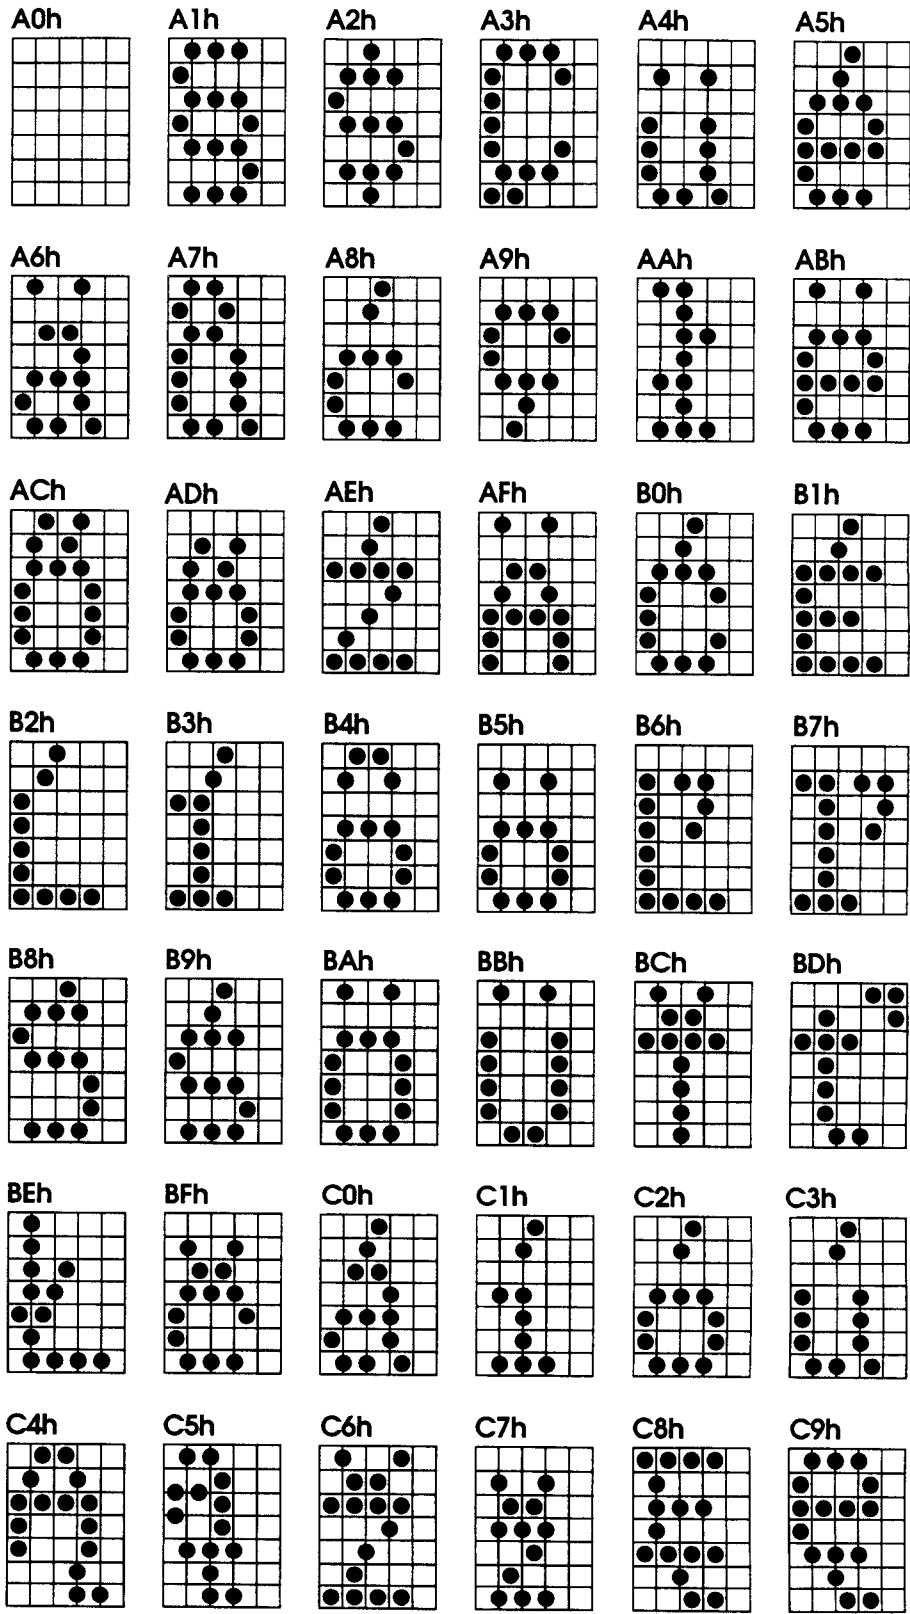 A0h A1h A2h A3h A4h A5h
A6h A7h A8h A9h AAh ABh
ACh ADh AEh AFh B0h B1h
B2h B3h B4h B5h B6h B7h
B8h B9h BAh BBh BCh BDh
BEh BFh C0h C1h C2h C3h
C4h C5h C6h C7h C8h C9h